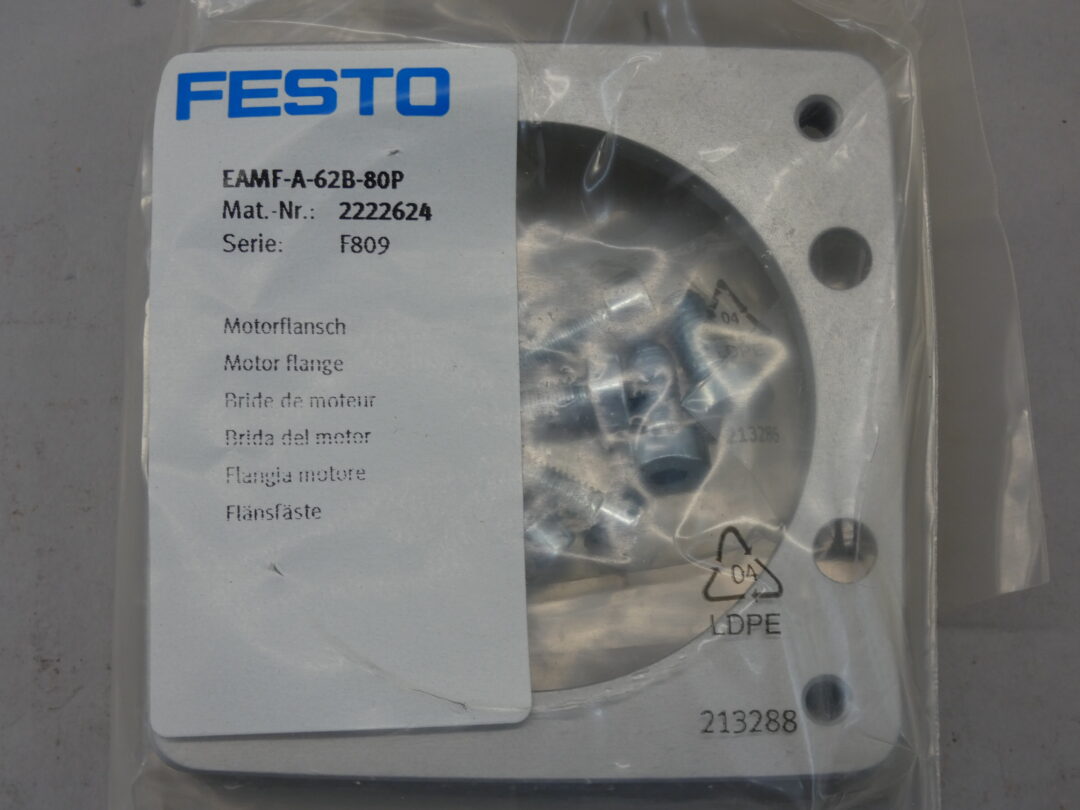 FESTO
EAMF-A-62B-80P
Mat.-Nr.: 2222624
Serie: F809
Motorflansch
Motor flange
Bride de moteur
Brida del motor
Flangia motore
Flänsfäste
04
213286
04
LDPE
213288